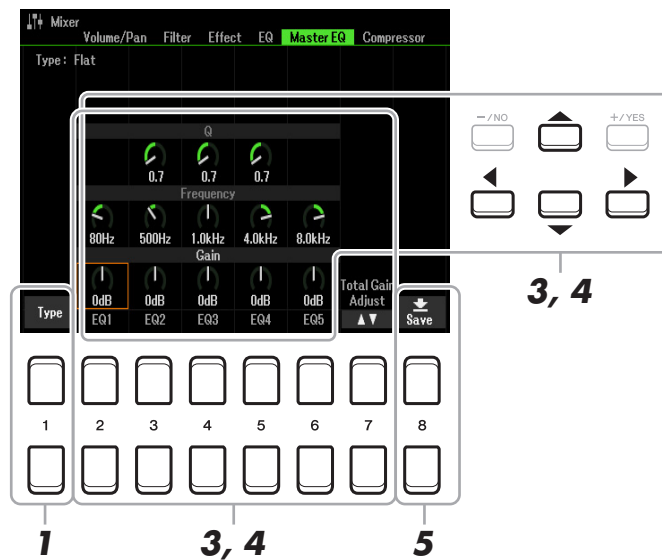 Mixer
Volume/Pan Filter Effect EQ Master EQ Compressor
Type: Flat
Q
0.7 0.7 0.7
Frequency
80Hz 500Hz 1.0kHz 4.0kHz 8.0kHz
Gain
0dB 0dB 0dB 0dB 0dB
EQ1 EQ2 EQ3 EQ4 EQ5
Total Gain
Adjust
▲▼
Type
Save
−/NO +/YES
3, 4
1 2 3 4 5 6 7 8
1 3, 4 5